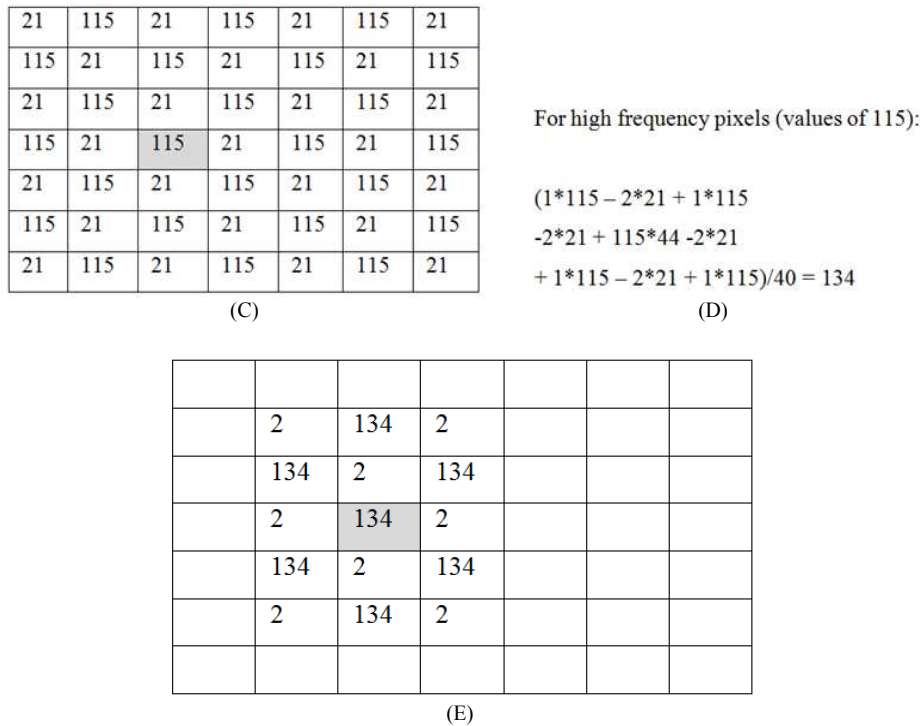 21 115 21 115 21 115 21
115 21 115 21 115 21 115
21 115 21 115 21 115 21
115 21 115 21 115 21 115
21 115 21 115 21 115 21
115 21 115 21 115 21 115
21 115 21 115 21 115 21
(C)
For high frequency pixels (values of 115):
(1*115 – 2*21 + 1*115
-2*21 + 115*44 -2*21
+ 1*115 – 2*21 + 1*115)/40 = 134
(D)
2 134 2
134 2 134
2 134 2
134 2 134
2 134 2
(E)